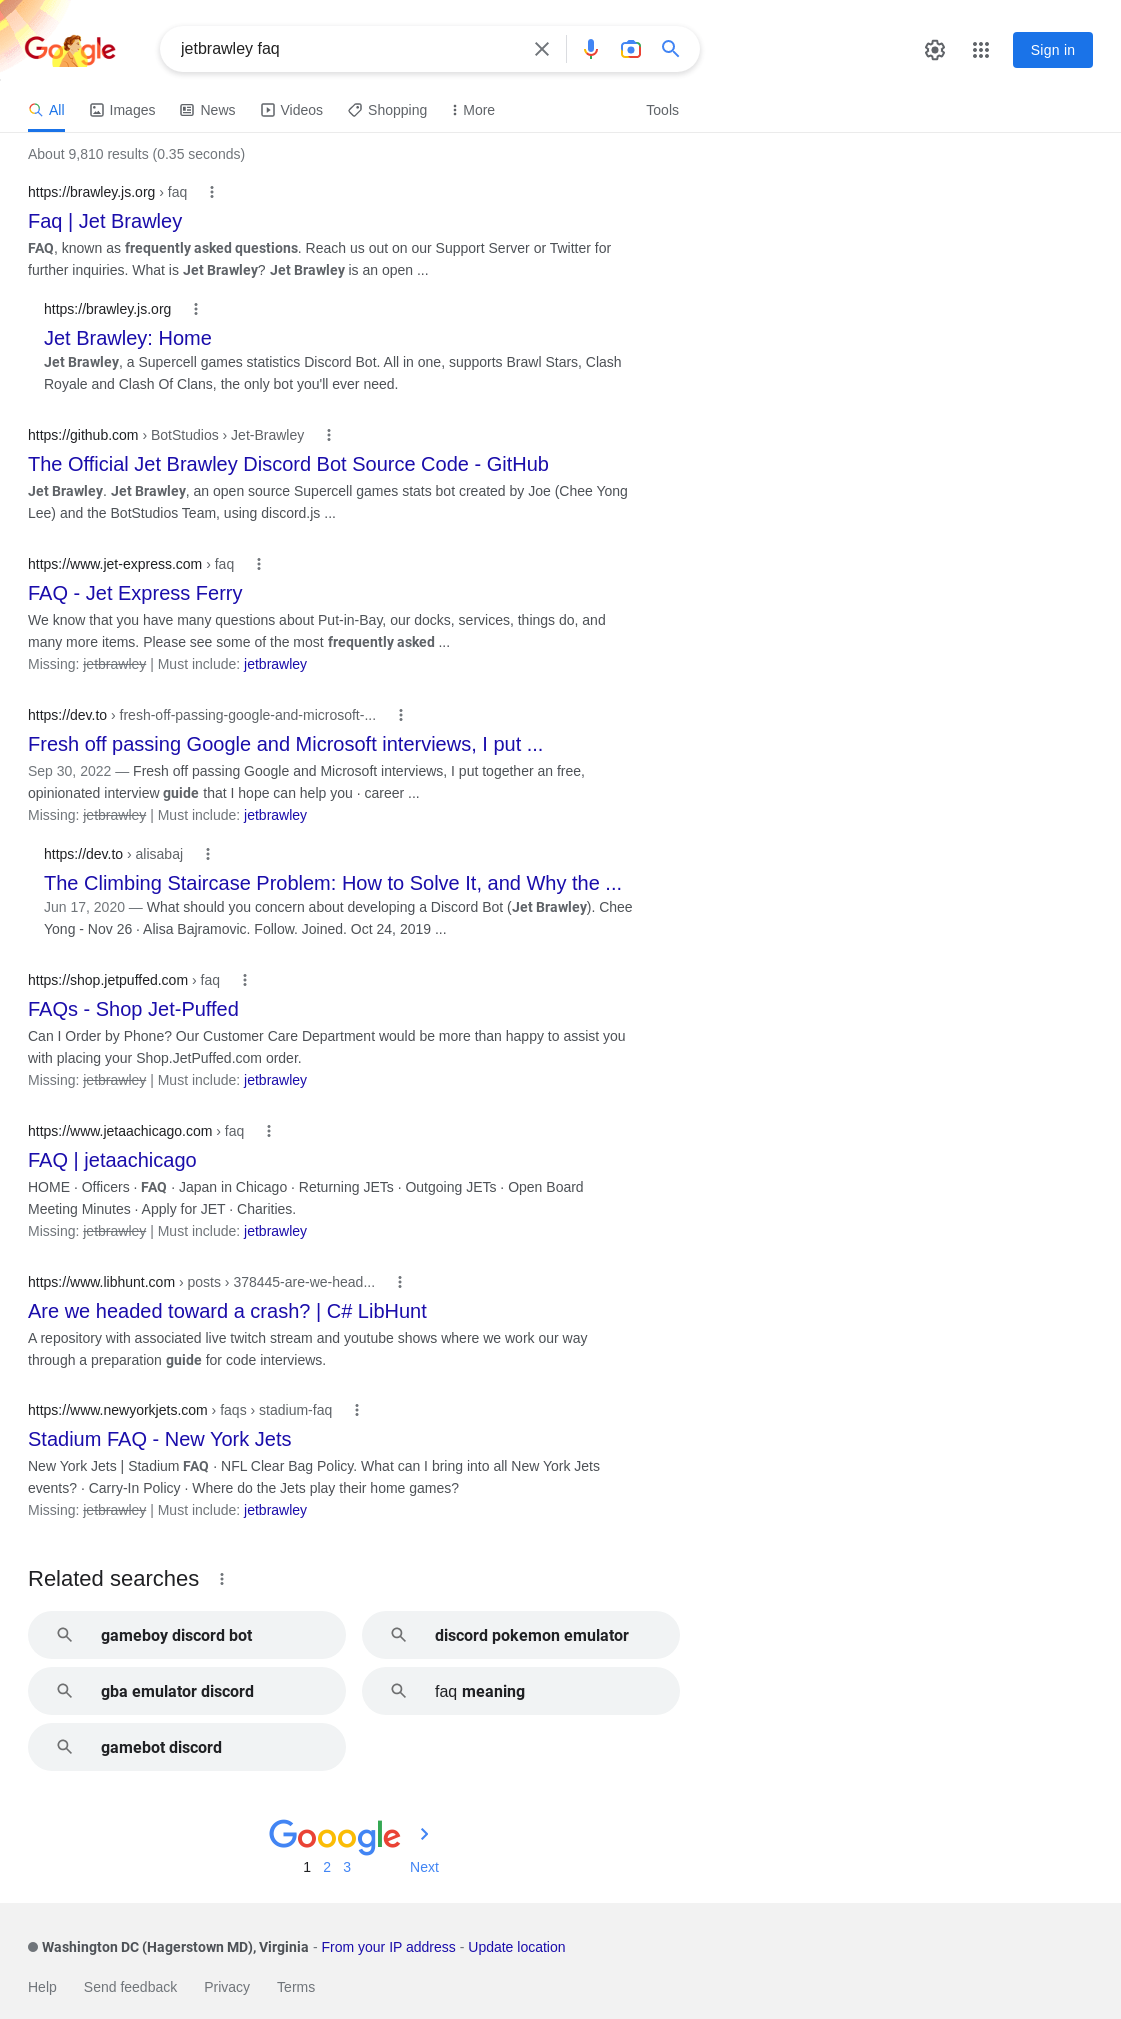 Google
jetbrawley faq
Sign in
All
Images
News
Videos
Shopping
More
Tools
About 9,810 results (0.35 seconds)
https://brawley.js.org › faq
Faq | Jet Brawley
FAQ, known as frequently asked questions. Reach us out on our Support Server or Twitter for
further inquiries. What is Jet Brawley? Jet Brawley is an open ...
https://brawley.js.org
Jet Brawley: Home
Jet Brawley, a Supercell games statistics Discord Bot. All in one, supports Brawl Stars, Clash
Royale and Clash Of Clans, the only bot you'll ever need.
https://github.com › BotStudios › Jet-Brawley
The Official Jet Brawley Discord Bot Source Code - GitHub
Jet Brawley. Jet Brawley, an open source Supercell games stats bot created by Joe (Chee Yong
Lee) and the BotStudios Team, using discord.js ...
https://www.jet-express.com › faq
FAQ - Jet Express Ferry
We know that you have many questions about Put-in-Bay, our docks, services, things do, and
many more items. Please see some of the most frequently asked ...
Missing: jetbrawley | Must include: jetbrawley
https://dev.to › fresh-off-passing-google-and-microsoft-...
Fresh off passing Google and Microsoft interviews, I put ...
Sep 30, 2022 — Fresh off passing Google and Microsoft interviews, I put together an free,
opinionated interview guide that I hope can help you · career ...
Missing: jetbrawley | Must include: jetbrawley
https://dev.to › alisabaj
The Climbing Staircase Problem: How to Solve It, and Why the ...
Jun 17, 2020 — What should you concern about developing a Discord Bot (Jet Brawley). Chee
Yong - Nov 26 · Alisa Bajramovic. Follow. Joined. Oct 24, 2019 ...
https://shop.jetpuffed.com › faq
FAQs - Shop Jet-Puffed
Can I Order by Phone? Our Customer Care Department would be more than happy to assist you
with placing your Shop.JetPuffed.com order.
Missing: jetbrawley | Must include: jetbrawley
https://www.jetaachicago.com › faq
FAQ | jetaachicago
HOME · Officers · FAQ · Japan in Chicago · Returning JETs · Outgoing JETs · Open Board
Meeting Minutes · Apply for JET · Charities.
Missing: jetbrawley | Must include: jetbrawley
https://www.libhunt.com › posts › 378445-are-we-head...
Are we headed toward a crash? | C# LibHunt
A repository with associated live twitch stream and youtube shows where we work our way
through a preparation guide for code interviews.
https://www.newyorkjets.com › faqs › stadium-faq
Stadium FAQ - New York Jets
New York Jets | Stadium FAQ · NFL Clear Bag Policy. What can I bring into all New York Jets
events? · Carry-In Policy · Where do the Jets play their home games?
Missing: jetbrawley | Must include: jetbrawley
Related searches
gameboy discord bot
discord pokemon emulator
gba emulator discord
faq meaning
gamebot discord
Gooogle
1 2 3 Next
Washington DC (Hagerstown MD), Virginia - From your IP address - Update location
Help
Send feedback
Privacy
Terms